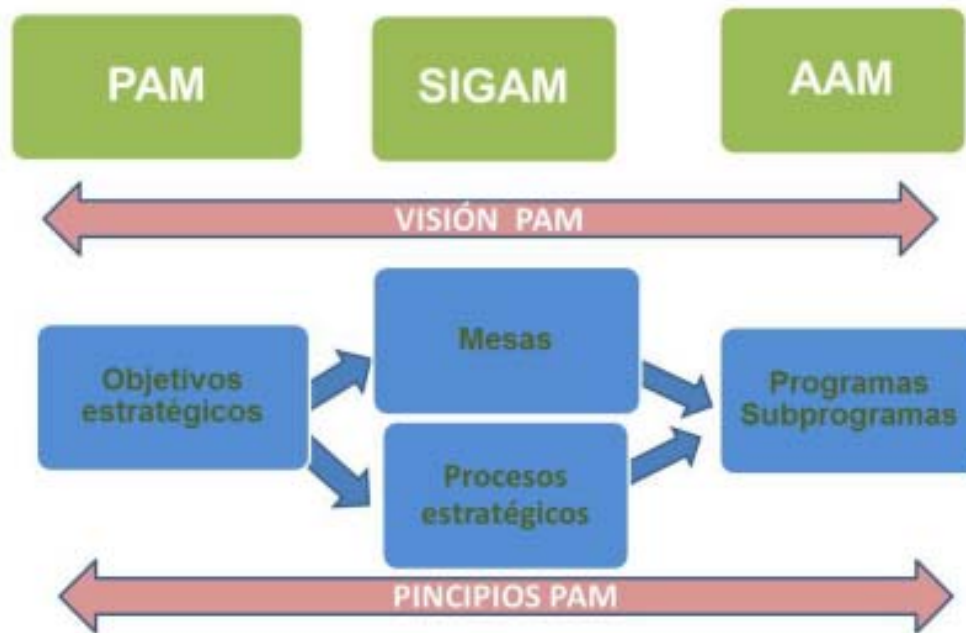 PAM
SIGAM
AAM
VISIÓN PAM
Objetivos
estratégicos
Mesas
Procesos
estratégicos
Programas
Subprogramas
PINCIPIOS PAM